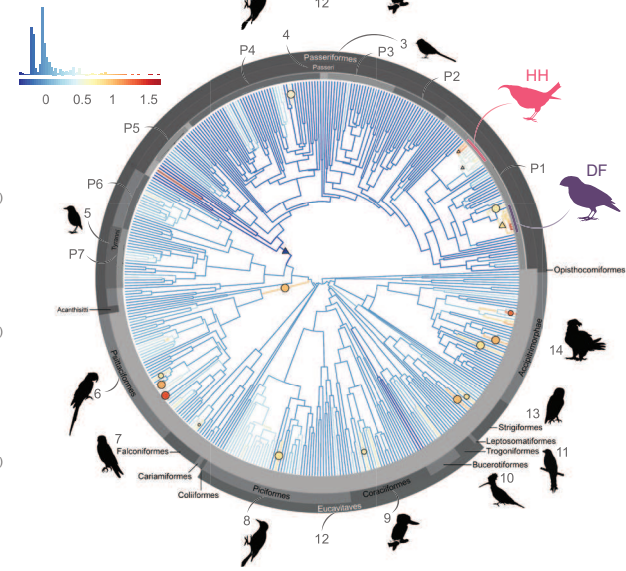 12
4
3
P4
Passeriformes
Passeri
P3
P2
HH
0 0.5 1 1.5
P5
P1
DF
P6
5
Tyranni
P7
Opisthocomiformes
Acanthisitti
Accipitrimorphae
14
Psittaciformes
6
13
Strigiformes
7
Leptosomatiformes
Falconiformes
Trogoniformes
11
Cariamiformes
Bucerotiformes
10
Coliiformes
Piciformes
Coraciiformes
Eucavitaves
8
9
12